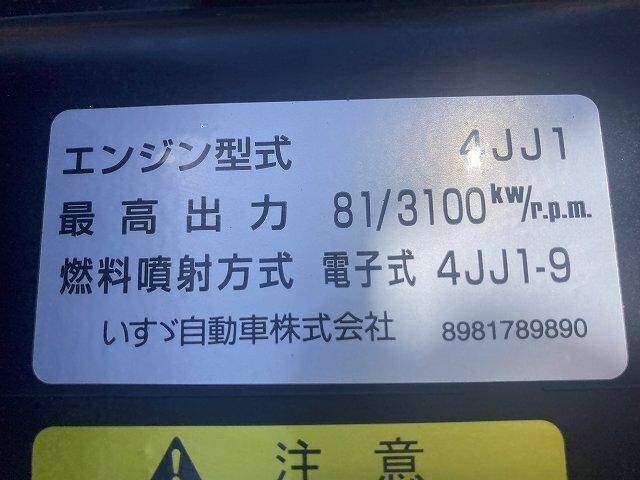 エンジン型式 4JJ1
最高出力 81/3100kw/r.p.m.
燃料噴射方式 電子式 4JJ1-9
いすゞ自動車株式会社 8981789890
注意